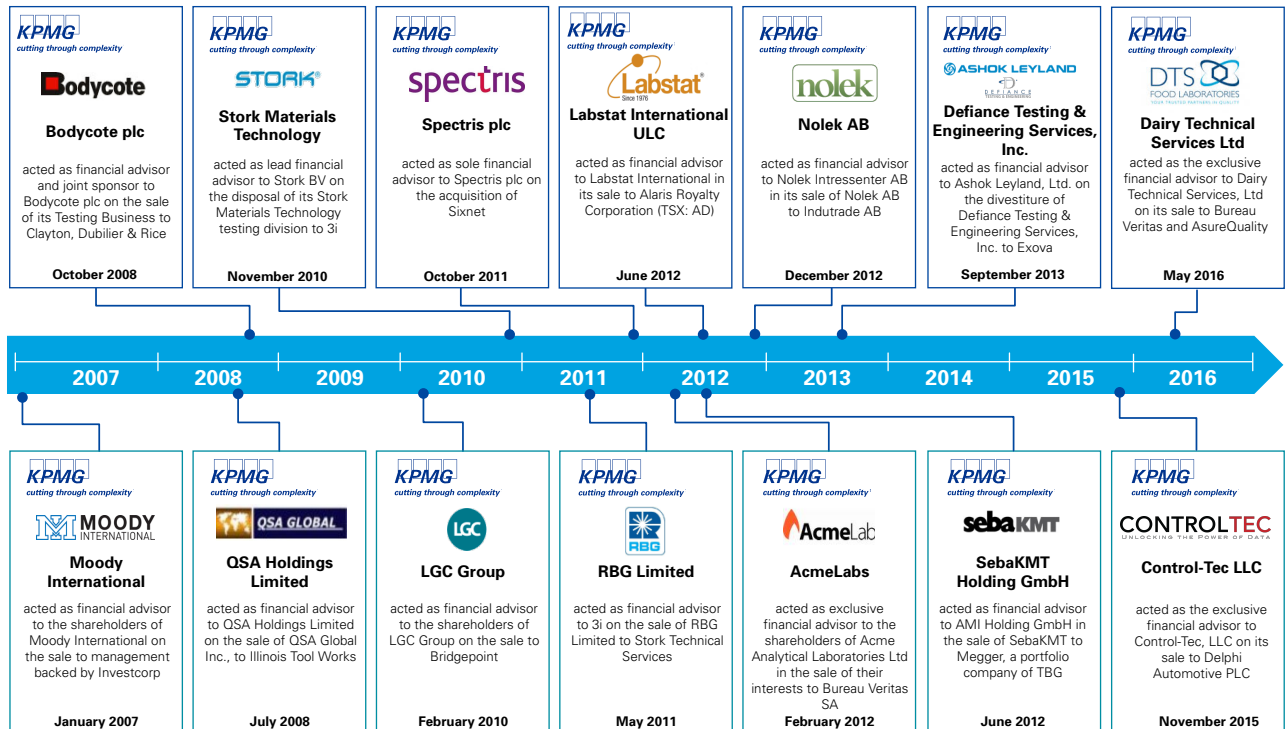 KPMG
cutting through complexity
Bodycote
Bodycote plc
acted as financial advisor
and joint sponsor to
Bodycote plc on the sale
of its Testing Business to
Clayton, Dubilier & Rice
October 2008
KPMG
cutting through complexity
STORK®
Stork Materials
Technology
acted as lead financial
advisor to Stork BV on
the disposal of its Stork
Materials Technology
testing division to 3i
November 2010
KPMG
cutting through complexity
spectris
Spectris plc
acted as sole financial
advisor to Spectris plc on
the acquisition of
Sixnet
October 2011
KPMG
cutting through complexity
Labstat®
Since 1976
Labstat International
ULC
acted as financial advisor
to Labstat International in
its sale to Alaris Royalty
Corporation (TSX: AD)
June 2012
KPMG
cutting through complexity
nolek
Nolek AB
acted as financial advisor
to Nolek Intressenter AB
in its sale of Nolek AB
to Indutrade AB
December 2012
KPMG
cutting through complexity
ASHOK LEYLAND
DEFIANCE
TESTING & ENGINEERING
Defiance Testing &
Engineering Services,
Inc.
acted as financial advisor
to Ashok Leyland, Ltd. on
the divestiture of
Defiance Testing &
Engineering Services,
Inc. to Exova
September 2013
KPMG
cutting through complexity
DTS
FOOD LABORATORIES
YOUR TRUSTED PARTNERS IN QUALITY
Dairy Technical
Services Ltd
acted as the exclusive
financial advisor to Dairy
Technical Services, Ltd
on its sale to Bureau
Veritas and AsureQuality
May 2016
2007 2008 2009 2010 2011 2012 2013 2014 2015 2016
KPMG
cutting through complexity
MOODY
INTERNATIONAL
Moody
International
acted as financial advisor
to the shareholders of
Moody International on
the sale to management
backed by Investcorp
January 2007
KPMG
cutting through complexity
QSA GLOBAL
QSA Holdings
Limited
acted as financial advisor
to QSA Holdings Limited
on the sale of QSA Global
Inc., to Illinois Tool Works
July 2008
KPMG
cutting through complexity
LGC
LGC Group
acted as financial advisor
to the shareholders of
LGC Group on the sale to
Bridgepoint
February 2010
KPMG
cutting through complexity
RBG
RBG Limited
acted as financial advisor
to 3i on the sale of RBG
Limited to Stork Technical
Services
May 2011
KPMG
cutting through complexity
AcmeLab
AcmeLabs
acted as exclusive
financial advisor to the
shareholders of Acme
Analytical Laboratories Ltd
in the sale of their
interests to Bureau Veritas
SA
February 2012
KPMG
cutting through complexity
seba KMT
SebaKMT
Holding GmbH
acted as financial advisor
to AMI Holding GmbH in
the sale of SebaKMT to
Megger, a portfolio
company of TBG
June 2012
KPMG
cutting through complexity
CONTROLTEC
UNLOCKING THE POWER OF DATA
Control-Tec LLC
acted as the exclusive
financial advisor to
Control-Tec, LLC on its
sale to Delphi
Automotive PLC
November 2015